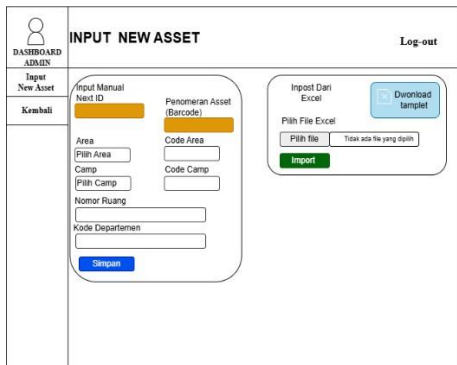 DASHBOARD
ADMIN
INPUT NEW ASSET
Log-out
Input
New Asset
Kembali
Input Manual
Next ID
Penomeran Asset
(Barcode)
Area
Code Area
Pilih Area
Camp
Code Camp
Pilih Camp
Nomor Ruang
Kode Departemen
Simpan
Inpost Dari
Excel
Dwonload
tamplet
Pilih File Excel
Pilih file
Tidak ada file yang dipilih
Import